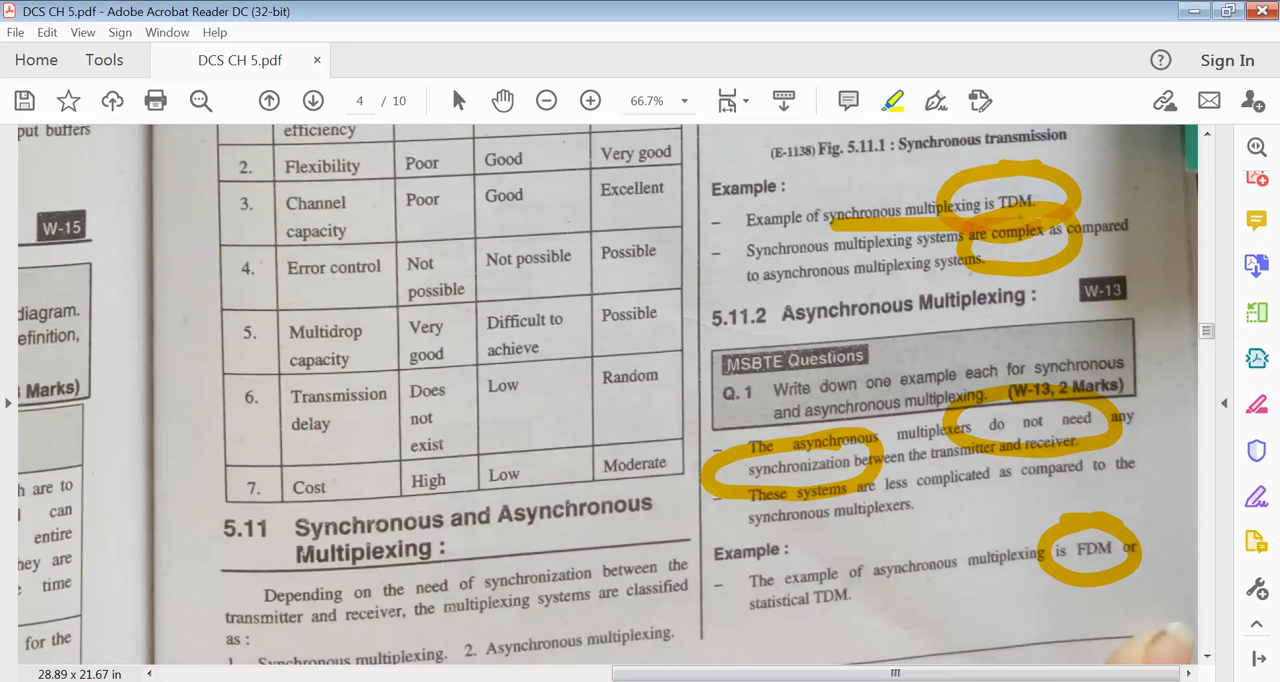 DCS CH 5.pdf - Adobe Acrobat Reader DC (32-bit)
File Edit View Sign Window Help
Home Tools DCS CH 5.pdf × Sign In
4 / 10 66.7%
put buffers
W-15
diagram.
efinition,
Marks)
h are to
can
entire
hey are
time
for the
efficiency
2. Flexibility Poor Good Very good
3. Channel Poor Good Excellent
capacity
4. Error control Not Not possible Possible
possible
5. Multidrop Very Difficult to Possible
capacity good achieve
6. Transmission Does Low Random
delay not
exist
7. Cost High Low Moderate
5.11 Synchronous and Asynchronous
Multiplexing :
Depending on the need of synchronization between the
transmitter and receiver, the multiplexing systems are classified
as :
1. Synchronous multiplexing. 2. Asynchronous multiplexing.
(E-1138) Fig. 5.11.1 : Synchronous transmission
Example :
– Example of synchronous multiplexing is TDM.
– Synchronous multiplexing systems are complex as compared
to asynchronous multiplexing systems.
5.11.2 Asynchronous Multiplexing : W-13
MSBTE Questions
Q. 1 Write down one example each for synchronous
and asynchronous multiplexing. (W-13, 2 Marks)
– The asynchronous multiplexers do not need any
synchronization between the transmitter and receiver.
– These systems are less complicated as compared to the
synchronous multiplexers.
Example :
– The example of asynchronous multiplexing is FDM or
statistical TDM.
28.89 x 21.67 in